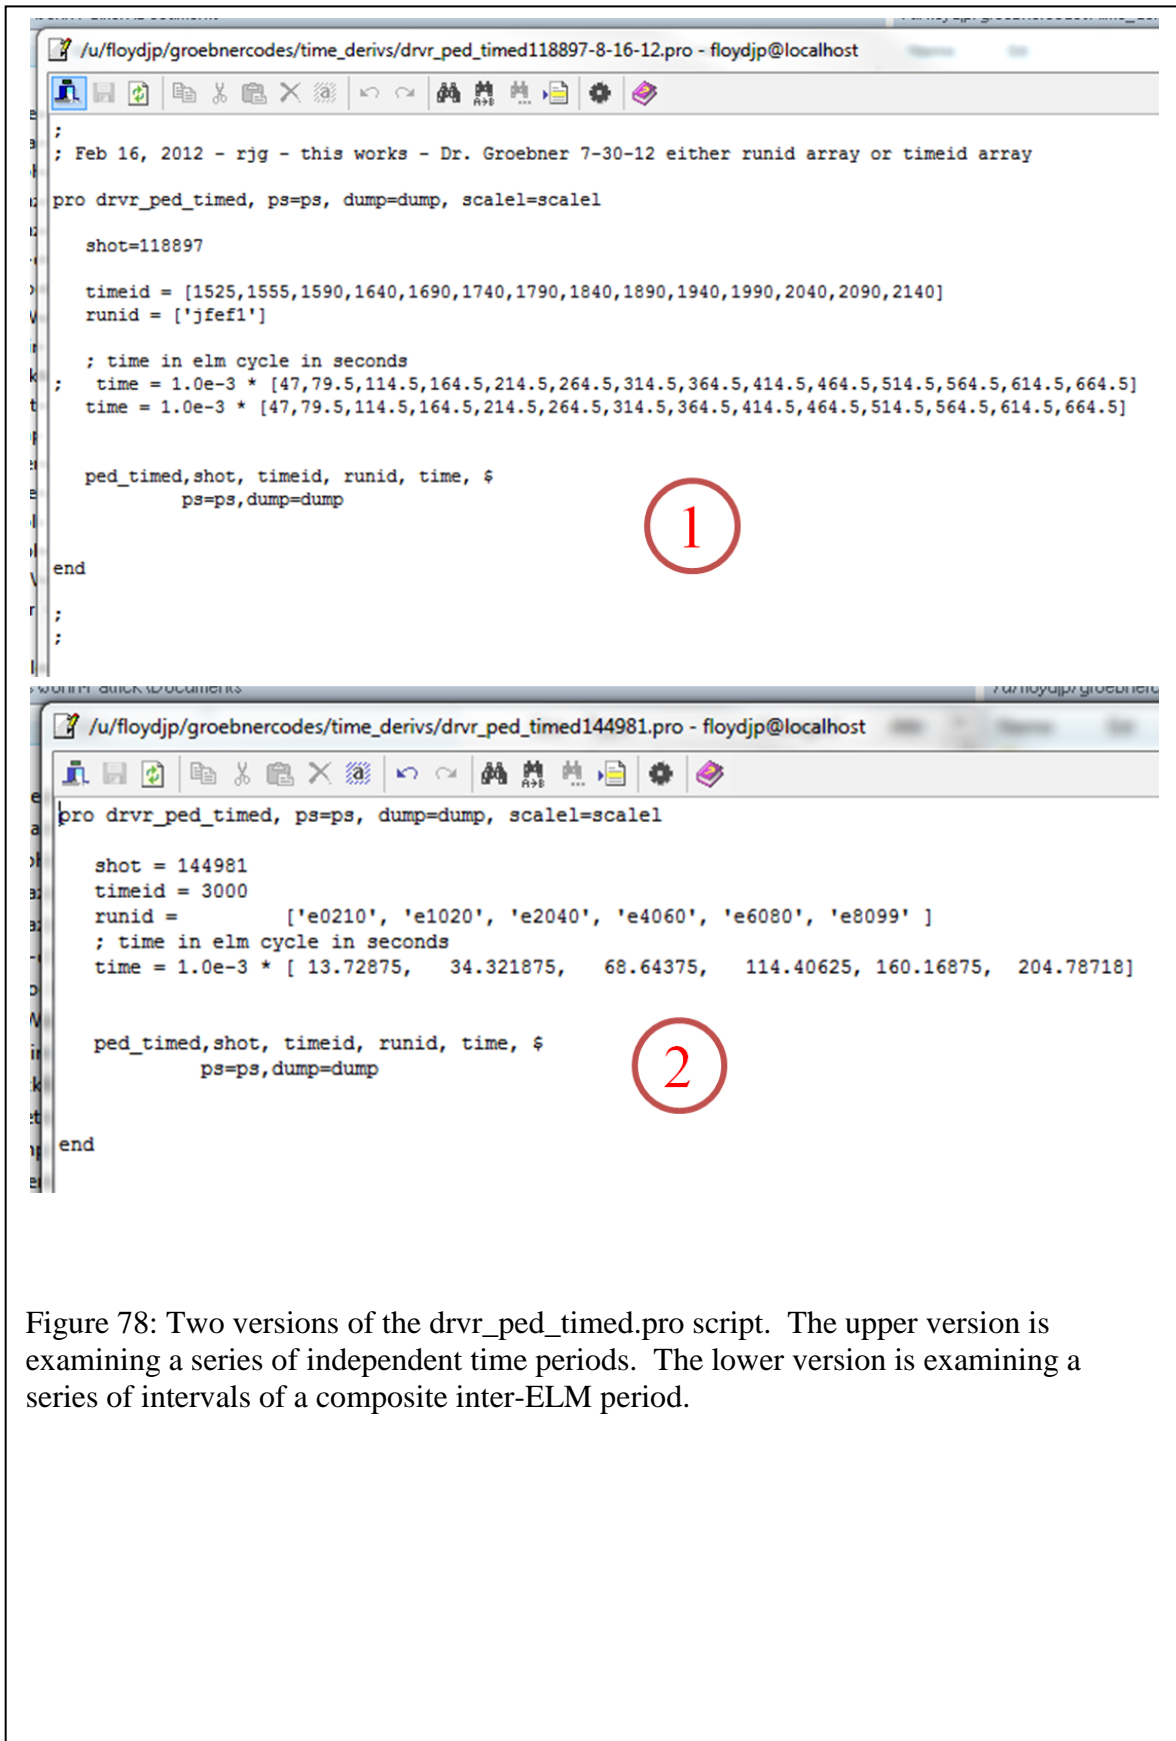 /u/floydjp/groebnercodes/time_derivs/drvr_ped_timed118897-8-16-12.pro - floydjp@localhost
;
; Feb 16, 2012 - rjg - this works - Dr. Groebner 7-30-12 either runid array or timeid array
pro drvr_ped_timed, ps=ps, dump=dump, scalel=scalel
shot=118897
timeid = [1525,1555,1590,1640,1690,1740,1790,1840,1890,1940,1990,2040,2090,2140]
runid = ['jfef1']
; time in elm cycle in seconds
; time = 1.0e-3 * [47,79.5,114.5,164.5,214.5,264.5,314.5,364.5,414.5,464.5,514.5,564.5,614.5,664.5]
time = 1.0e-3 * [47,79.5,114.5,164.5,214.5,264.5,314.5,364.5,414.5,464.5,514.5,564.5,614.5,664.5]
ped_timed,shot, timeid, runid, time, $
ps=ps,dump=dump
1
end
;
;
/u/floydjp/groebnercodes/time_derivs/drvr_ped_timed144981.pro - floydjp@localhost
pro drvr_ped_timed, ps=ps, dump=dump, scalel=scalel
shot = 144981
timeid = 3000
runid = ['e0210', 'e1020', 'e2040', 'e4060', 'e6080', 'e8099' ]
; time in elm cycle in seconds
time = 1.0e-3 * [ 13.72875, 34.321875, 68.64375, 114.40625, 160.16875, 204.78718]
ped_timed,shot, timeid, runid, time, $
ps=ps,dump=dump
2
end
Figure 78: Two versions of the drvr_ped_timed.pro script. The upper version is
examining a series of independent time periods. The lower version is examining a
series of intervals of a composite inter-ELM period.